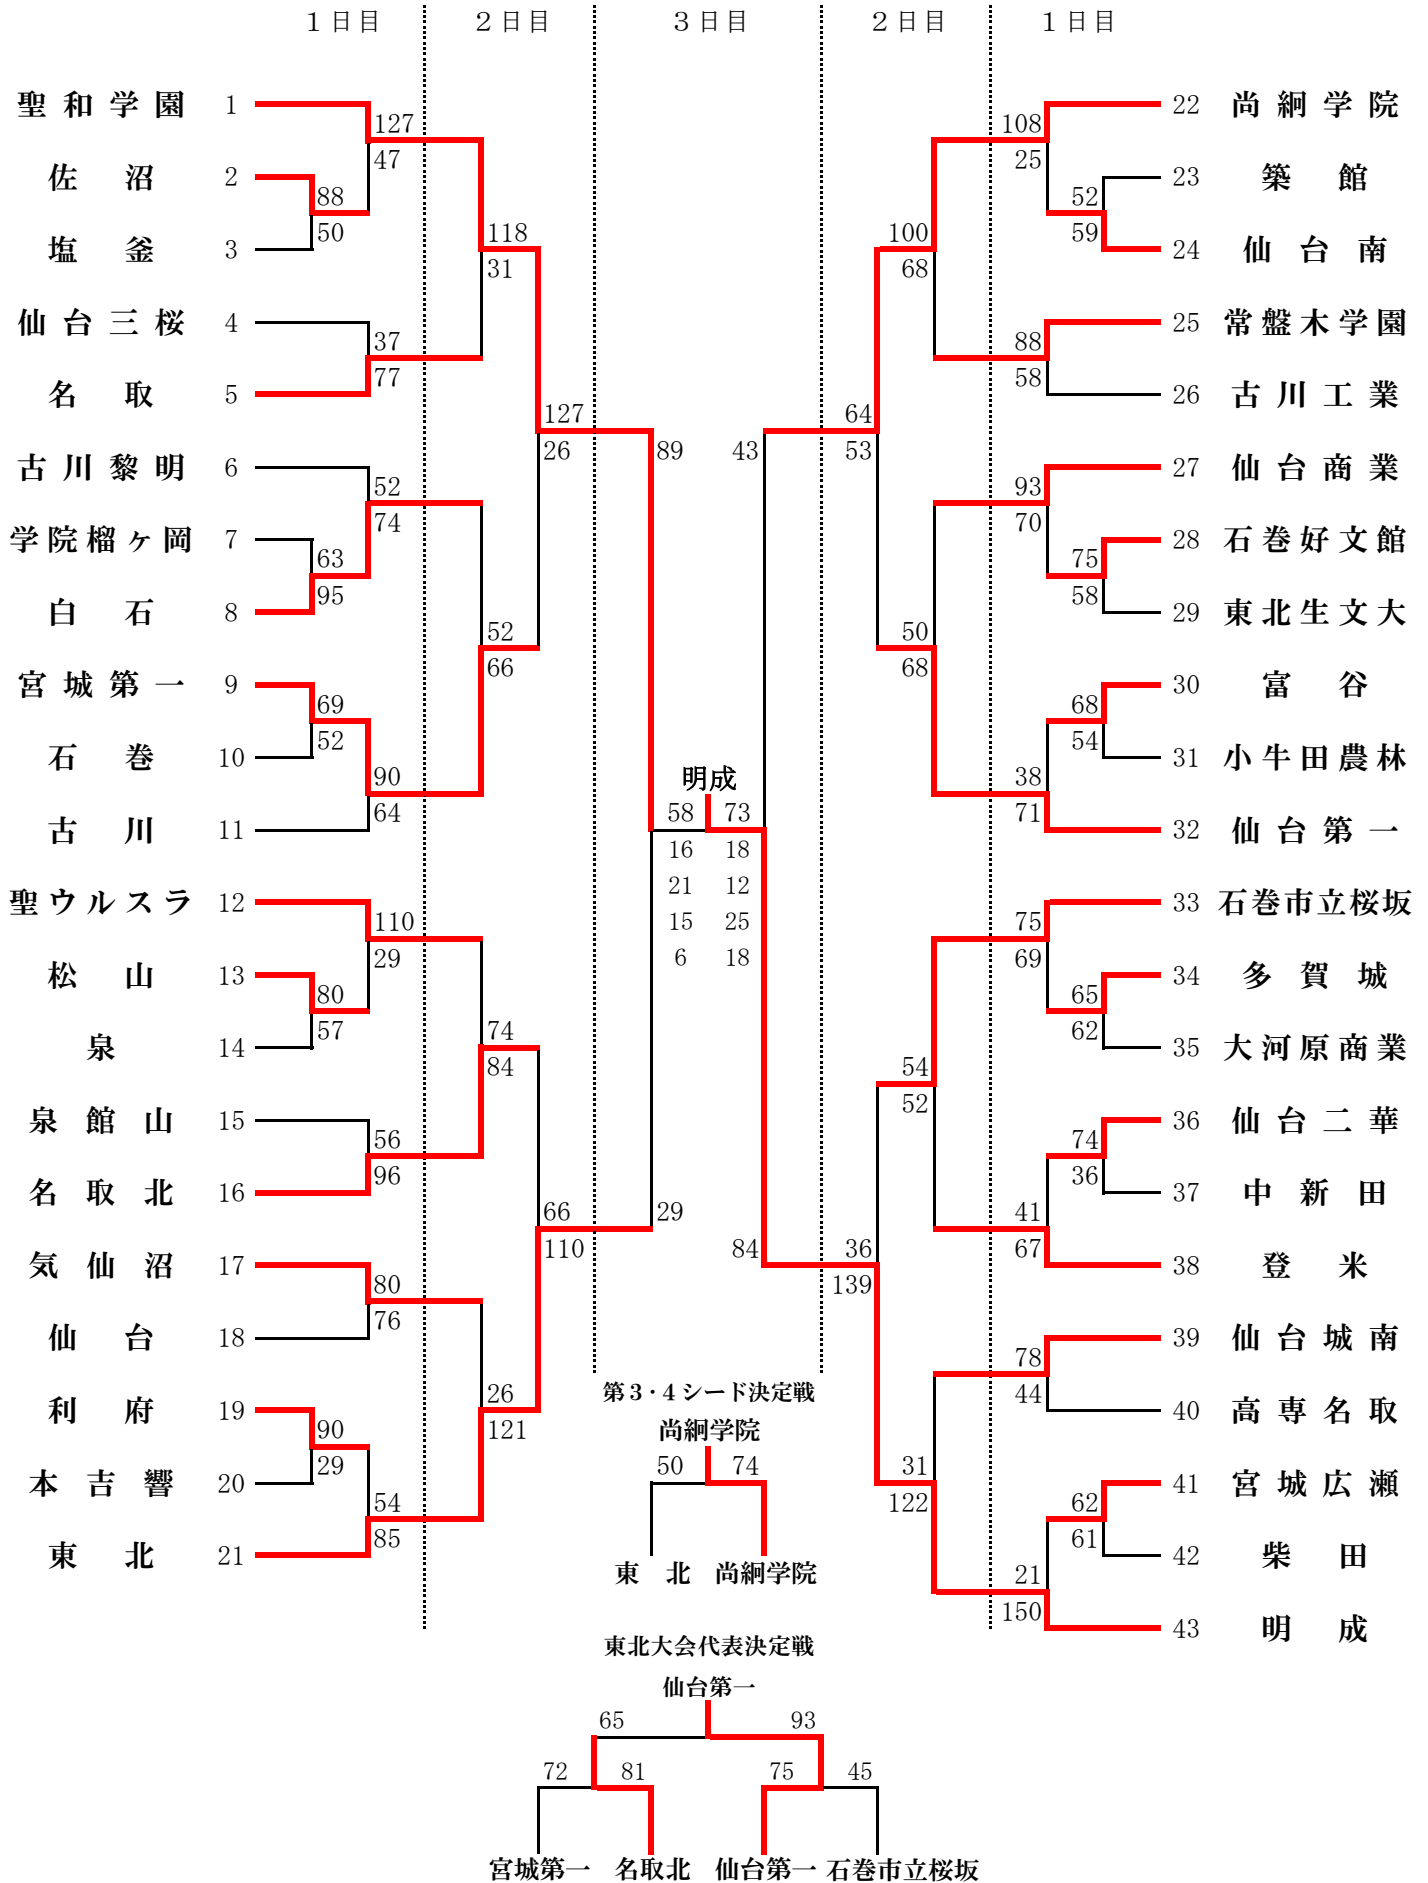 １日目 ２日目 ３日目 ２日目 １日目
聖和学園 1
127
47
佐沼 2
88
50
塩釜 3
118
31
仙台三桜 4
37
77
名取 5
127
26
古川黎明 6
52
74
学院榴ヶ岡 7
63
95
白石 8
52
66
宮城第一 9
69
52
石巻 10
90
64
古川 11
89
聖ウルスラ 12
110
29
松山 13
80
57
泉 14
74
84
泉館山 15
56
96
名取北 16
66
110
29
気仙沼 17
80
76
仙台 18
26
121
利府 19
90
29
本吉響 20
54
85
東北 21
明成
58 73
16 18
21 12
15 25
6 18
22 尚絅学院
108
25
23 築館
52
59
24 仙台南
100
68
25 常盤木学園
88
58
26 古川工業
43
64
53
27 仙台商業
93
70
28 石巻好文館
75
58
29 東北生文大
50
68
30 富谷
68
54
31 小牛田農林
38
71
32 仙台第一
33 石巻市立桜坂
75
69
34 多賀城
65
62
35 大河原商業
54
52
36 仙台二華
74
36
37 中新田
41
67
38 登米
84
36
139
39 仙台城南
78
44
40 高専名取
31
122
41 宮城広瀬
62
61
42 柴田
21
150
43 明成
第３・４シード決定戦
尚絅学院
50 74
東北 尚絅学院
東北大会代表決定戦
仙台第一
65 93
72 81 75 45
宮城第一 名取北 仙台第一 石巻市立桜坂